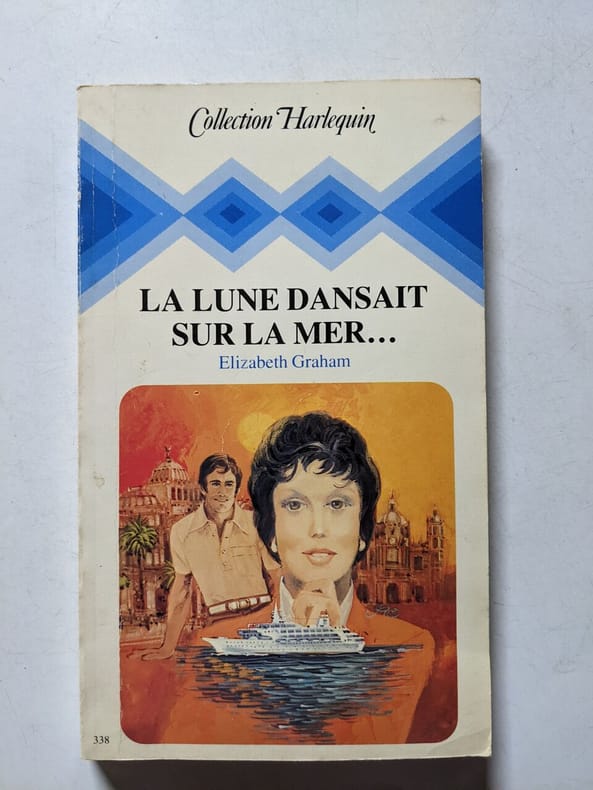 Collection Harlequin
LA LUNE DANSAIT
SUR LA MER...
Elizabeth Graham
338